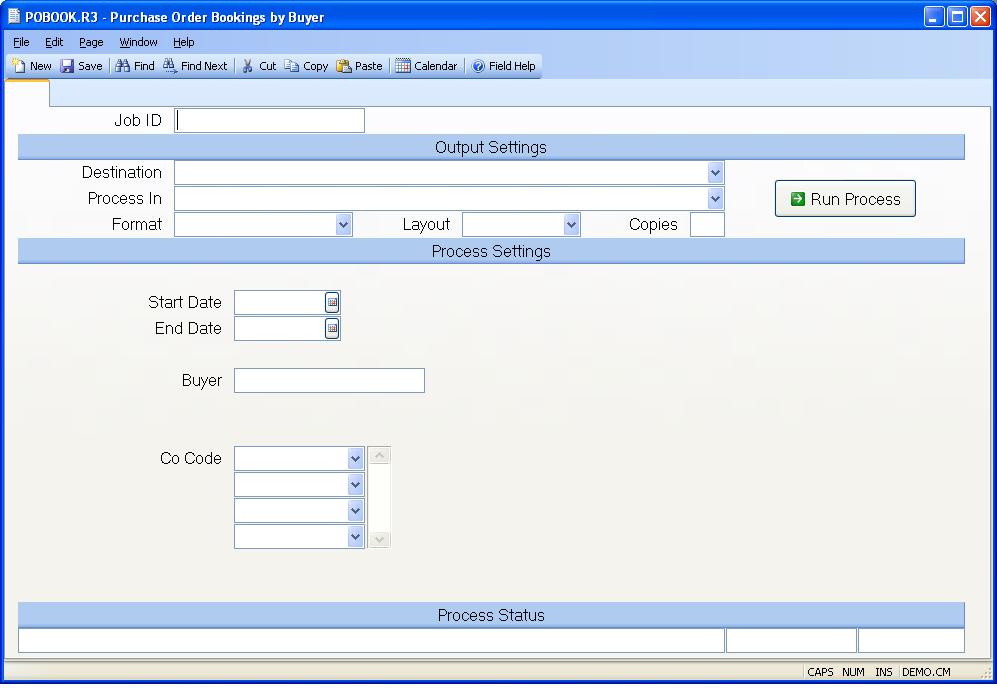 POBOOK.R3 - Purchase Order Bookings by Buyer
File Edit Page Window Help
New Save Find Find Next Cut Copy Paste Calendar Field Help
Job ID
Output Settings
Destination
Process In
Run Process
Format Layout Copies
Process Settings
Start Date
End Date
Buyer
Co Code
Process Status
CAPS NUM INS DEMO.CM